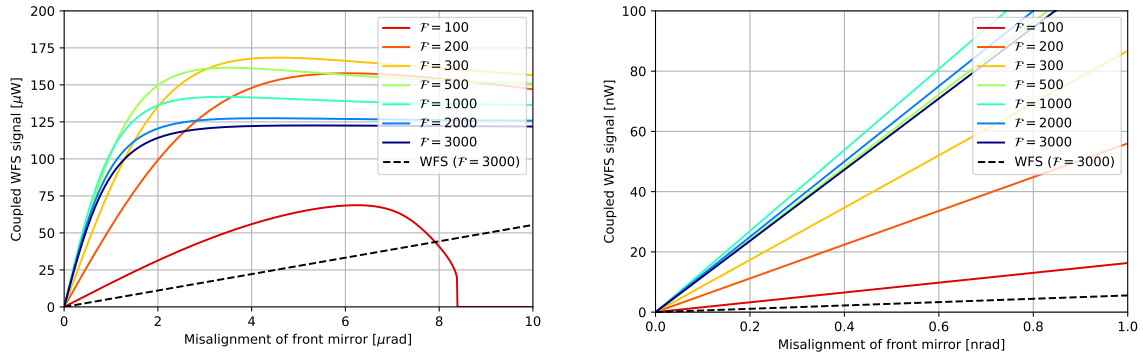 200
175
150
125
100
75
50
25
0
Coupled WFS signal [μW]
0 2 4 6 8 10
Misalignment of front mirror [μrad]
ℱ = 100
ℱ = 200
ℱ = 300
ℱ = 500
ℱ = 1000
ℱ = 2000
ℱ = 3000
WFS (ℱ = 3000)
100
80
60
40
20
0
Coupled WFS signal [nW]
0.0 0.2 0.4 0.6 0.8 1.0
Misalignment of front mirror [nrad]
ℱ = 100
ℱ = 200
ℱ = 300
ℱ = 500
ℱ = 1000
ℱ = 2000
ℱ = 3000
WFS (ℱ = 3000)